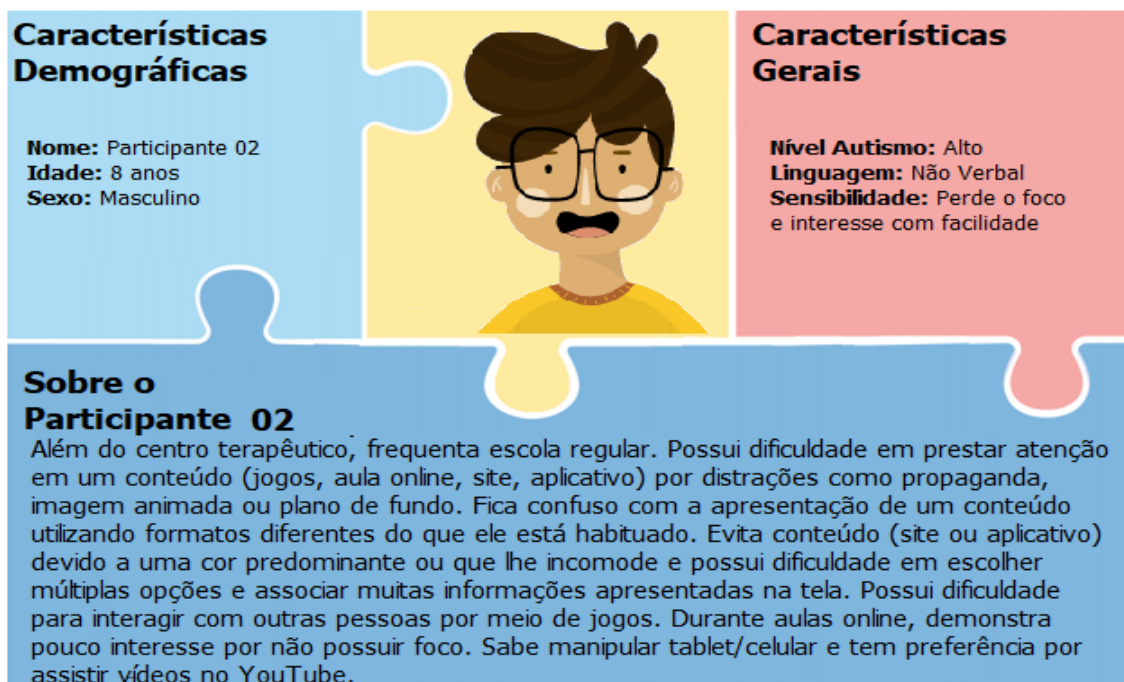 Características
Demográficas
Nome: Participante 02
Idade: 8 anos
Sexo: Masculino
Características
Gerais
Nível Autismo: Alto
Linguagem: Não Verbal
Sensibilidade: Perde o foco
e interesse com facilidade
Sobre o
Participante 02
Além do centro terapêutico, frequenta escola regular. Possui dificuldade em prestar atenção
em um conteúdo (jogos, aula online, site, aplicativo) por distrações como propaganda,
imagem animada ou plano de fundo. Fica confuso com a apresentação de um conteúdo
utilizando formatos diferentes do que ele está habituado. Evita conteúdo (site ou aplicativo)
devido a uma cor predominante ou que lhe incomode e possui dificuldade em escolher
múltiplas opções e associar muitas informações apresentadas na tela. Possui dificuldade
para interagir com outras pessoas por meio de jogos. Durante aulas online, demonstra
pouco interesse por não possuir foco. Sabe manipular tablet/celular e tem preferência por
assistir vídeos no YouTube.